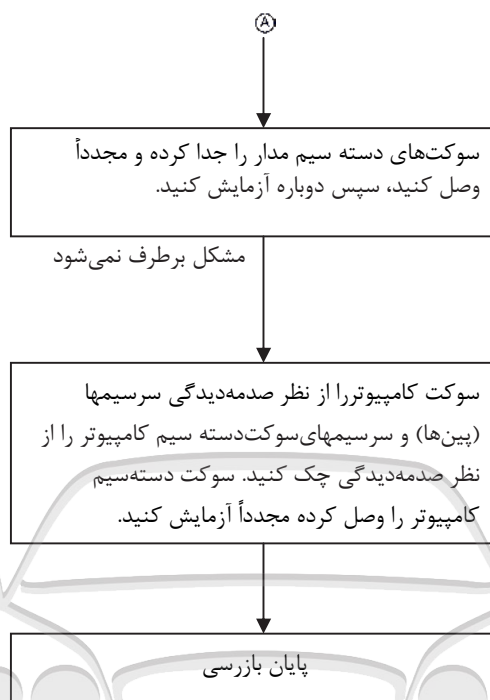 A
سوکت‌های دسته سیم مدار را جدا کرده و مجدداً
وصل کنید، سپس دوباره آزمایش کنید.
مشکل برطرف نمی‌شود
سوکت کامپیوتررا از نظر صدمه‌دیدگی سرسیمها
(پین‌ها) و سرسیمهای‌سوکت‌دسته سیم کامپیوتر را از
نظر صدمه‌دیدگی چک کنید. سوکت دسته‌سیم
کامپیوتر را وصل کرده مجدداً آزمایش کنید.
پایان بازرسی